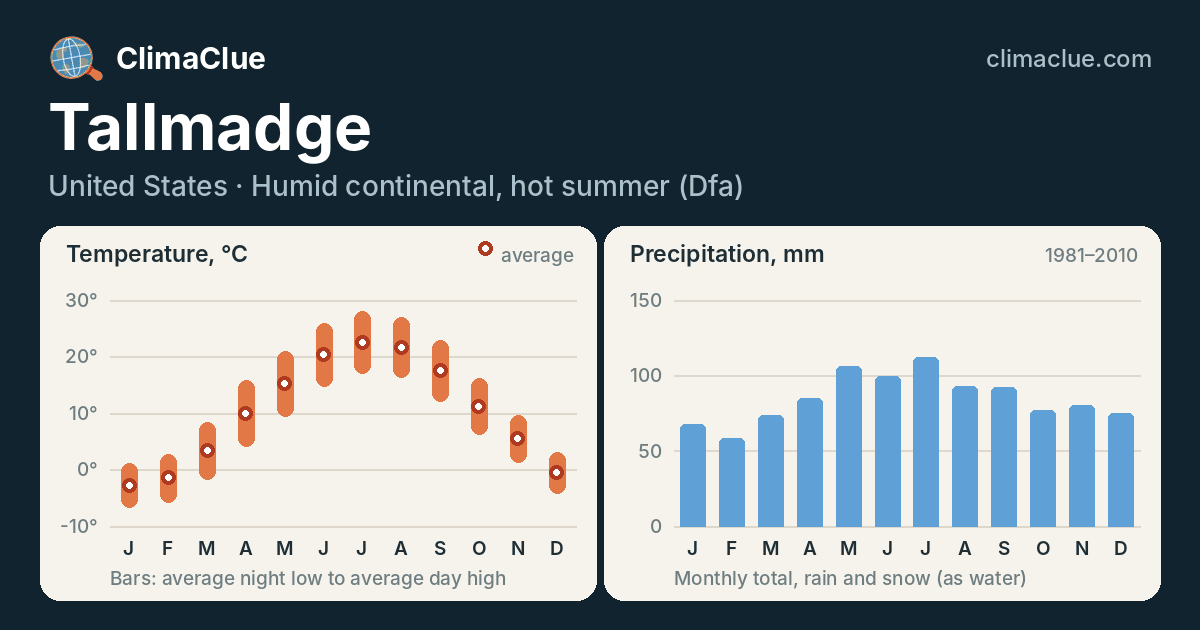 ClimaClue
climaclue.com
Tallmadge
United States · Humid continental, hot summer (Dfa)
Temperature, °C
average
30°
20°
10°
0°
-10°
J F M A M J J A S O N D
Bars: average night low to average day high
Precipitation, mm
1981–2010
150
100
50
0
J F M A M J J A S O N D
Monthly total, rain and snow (as water)